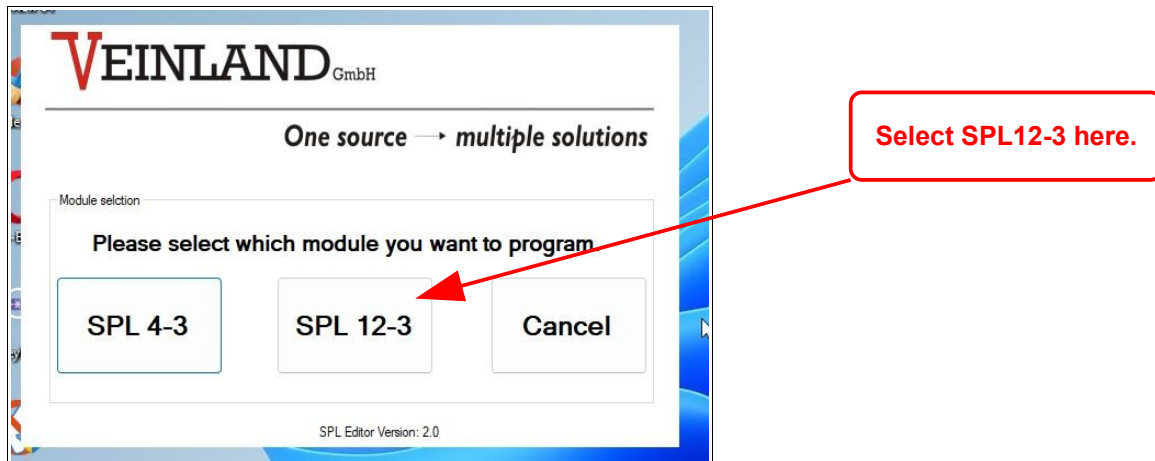 VEINLAND GmbH
One source → multiple solutions
Select SPL12-3 here.
Module selction
Please select which module you want to program.
SPL 4-3
SPL 12-3
Cancel
SPL Editor Version: 2.0